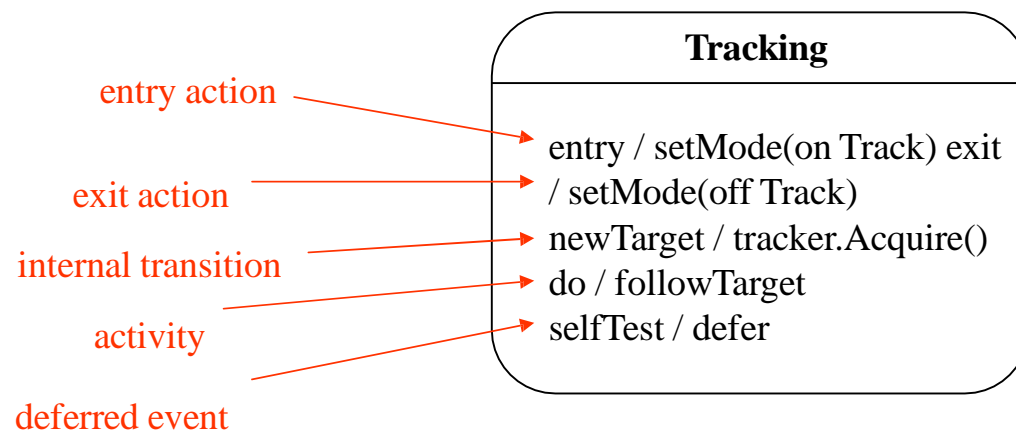 Tracking
entry action
entry / setMode(on Track) exit
exit action
/ setMode(off Track)
internal transition
newTarget / tracker.Acquire()
activity
do / followTarget
deferred event
selfTest / defer